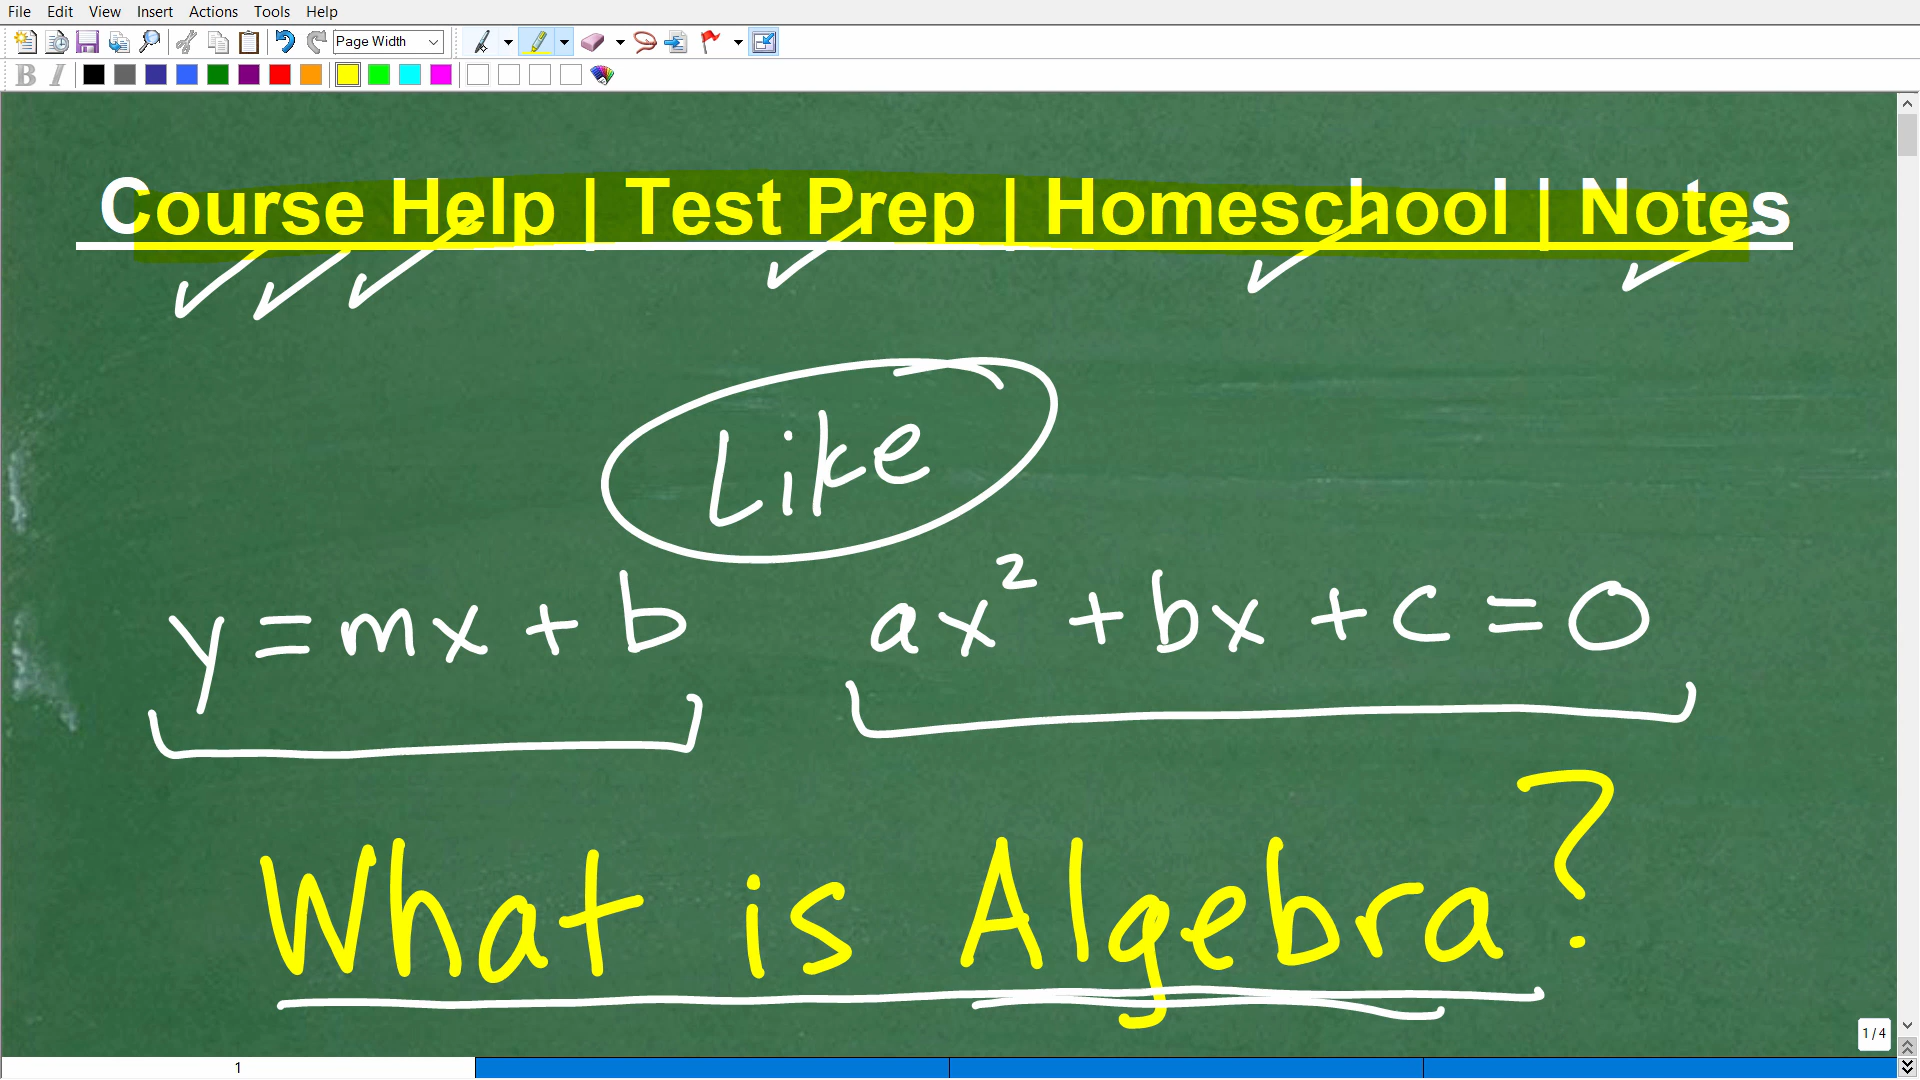 File Edit View Insert Actions Tools Help
Page Width
B I
Course Help | Test Prep | Homeschool | Notes
Like
y = mx + b ax² + bx + c = 0
What is Algebra?
1 / 4
1